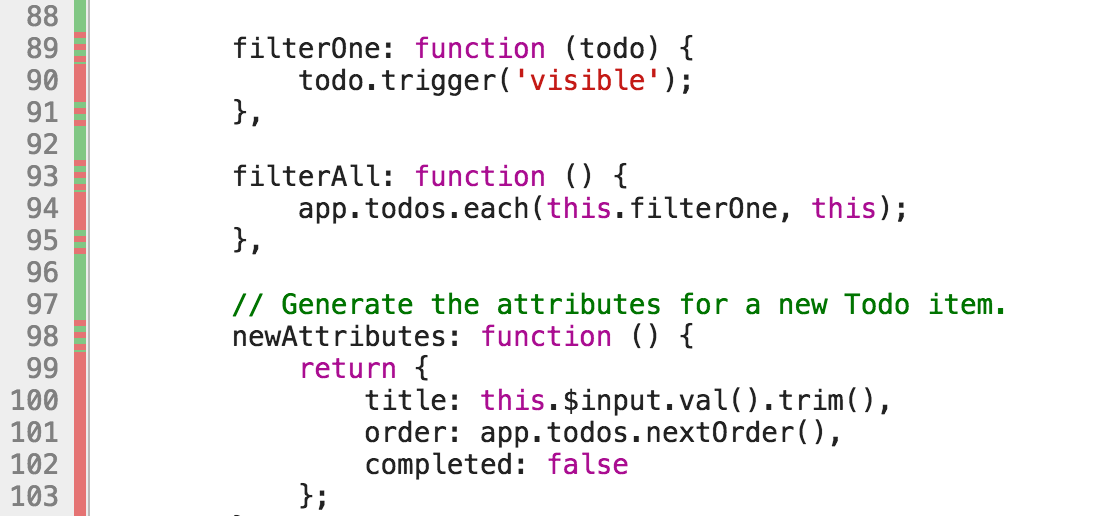 88
89 filterOne: function (todo) {
90 todo.trigger('visible');
91 },
92
93 filterAll: function () {
94 app.todos.each(this.filterOne, this);
95 },
96
97 // Generate the attributes for a new Todo item.
98 newAttributes: function () {
99 return {
100 title: this.$input.val().trim(),
101 order: app.todos.nextOrder(),
102 completed: false
103 };